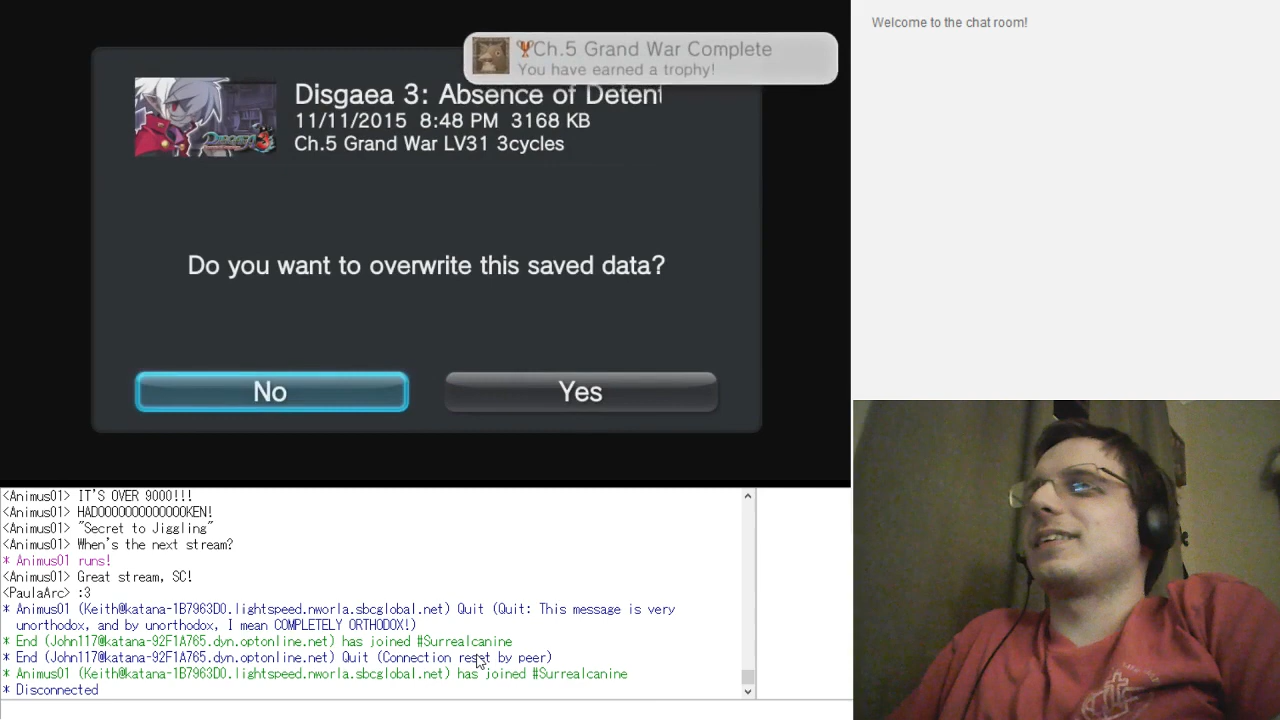 Ch.5 Grand War Complete
You have earned a trophy!
Disgaea 3: Absence of Detent
11/11/2015 8:48 PM 3168 KB
Ch.5 Grand War LV31 3cycles
DISGAEA 3
Do you want to overwrite this saved data?
No
Yes
Welcome to the chat room!
<Animus01> IT'S OVER 9000!!!
<Animus01> HADOOOOOOOOOOOOOKEN!
<Animus01> "Secret to Jiggling"
<Animus01> When's the next stream?
* Animus01 runs!
<Animus01> Great stream, SC!
<PaulaArc> :3
* Animus01 (Keith@katana-1B7963D0.lightspeed.nworla.sbcglobal.net) Quit (Quit: This message is very
unorthodox, and by unorthodox, I mean COMPLETELY ORTHODOX!)
* End (John117@katana-92F1A765.dyn.optonline.net) has joined #Surrealcanine
* End (John117@katana-92F1A765.dyn.optonline.net) Quit (Connection reset by peer)
* Animus01 (Keith@katana-1B7963D0.lightspeed.nworla.sbcglobal.net) has joined #Surrealcanine
* Disconnected